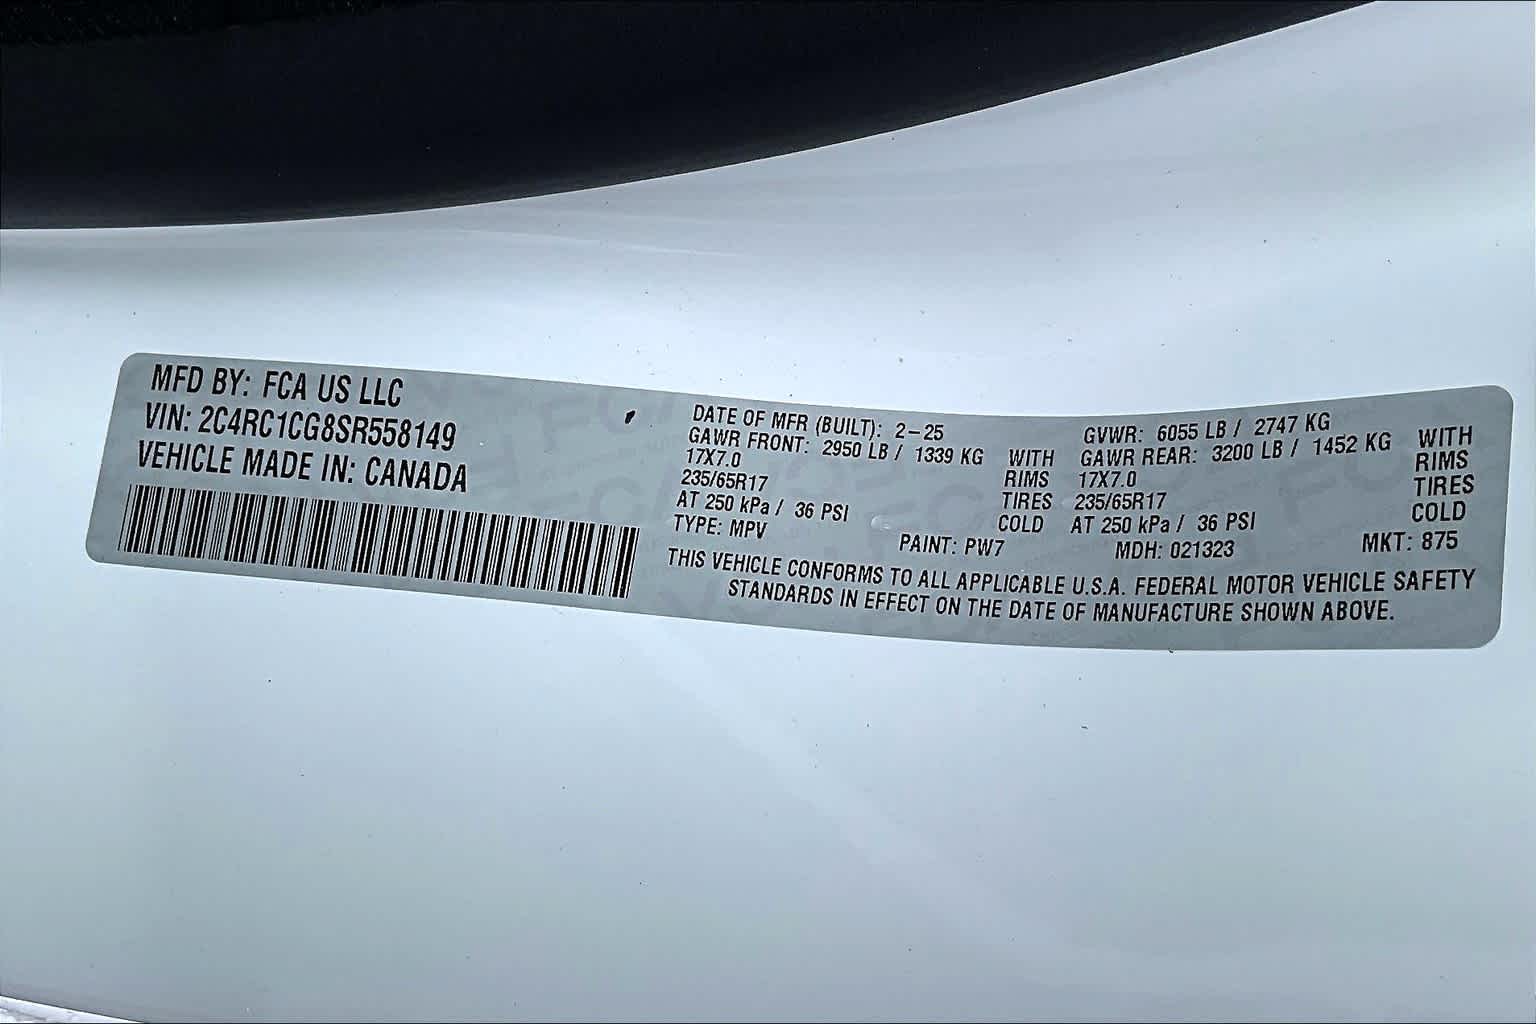 MFD BY: FCA US LLC
VIN: 2C4RC1CG8SR558149
VEHICLE MADE IN: CANADA
DATE OF MFR (BUILT): 2-25
GAWR FRONT: 2950 LB / 1339 KG WITH
17X7.0 RIMS
235/65R17 TIRES
AT 250 kPa / 36 PSI COLD
GVWR: 6055 LB / 2747 KG
GAWR REAR: 3200 LB / 1452 KG WITH
17X7.0 RIMS
235/65R17 TIRES
AT 250 kPa / 36 PSI COLD
TYPE: MPV PAINT: PW7 MDH: 021323 MKT: 875
THIS VEHICLE CONFORMS TO ALL APPLICABLE U.S.A. FEDERAL MOTOR VEHICLE SAFETY
STANDARDS IN EFFECT ON THE DATE OF MANUFACTURE SHOWN ABOVE.